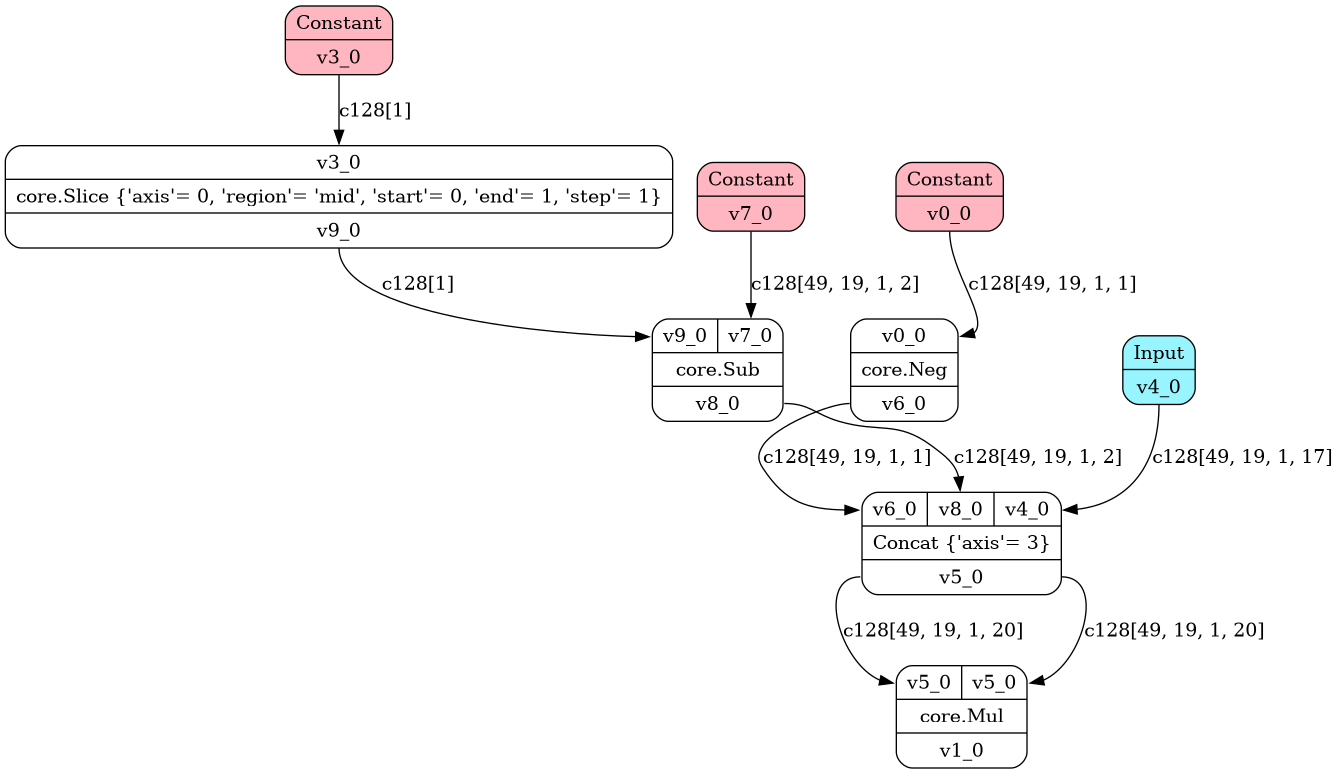 Constant
v3_0
c128[1]
v3_0
core.Slice {'axis'= 0, 'region'= 'mid', 'start'= 0, 'end'= 1, 'step'= 1}
v9_0
Constant
v7_0
Constant
v0_0
c128[1]
c128[49, 19, 1, 2]
c128[49, 19, 1, 1]
v9_0 v7_0
core.Sub
v8_0
v0_0
core.Neg
v6_0
Input
v4_0
c128[49, 19, 1, 1]
c128[49, 19, 1, 2]
c128[49, 19, 1, 17]
v6_0 v8_0 v4_0
Concat {'axis'= 3}
v5_0
c128[49, 19, 1, 20]
c128[49, 19, 1, 20]
v5_0 v5_0
core.Mul
v1_0